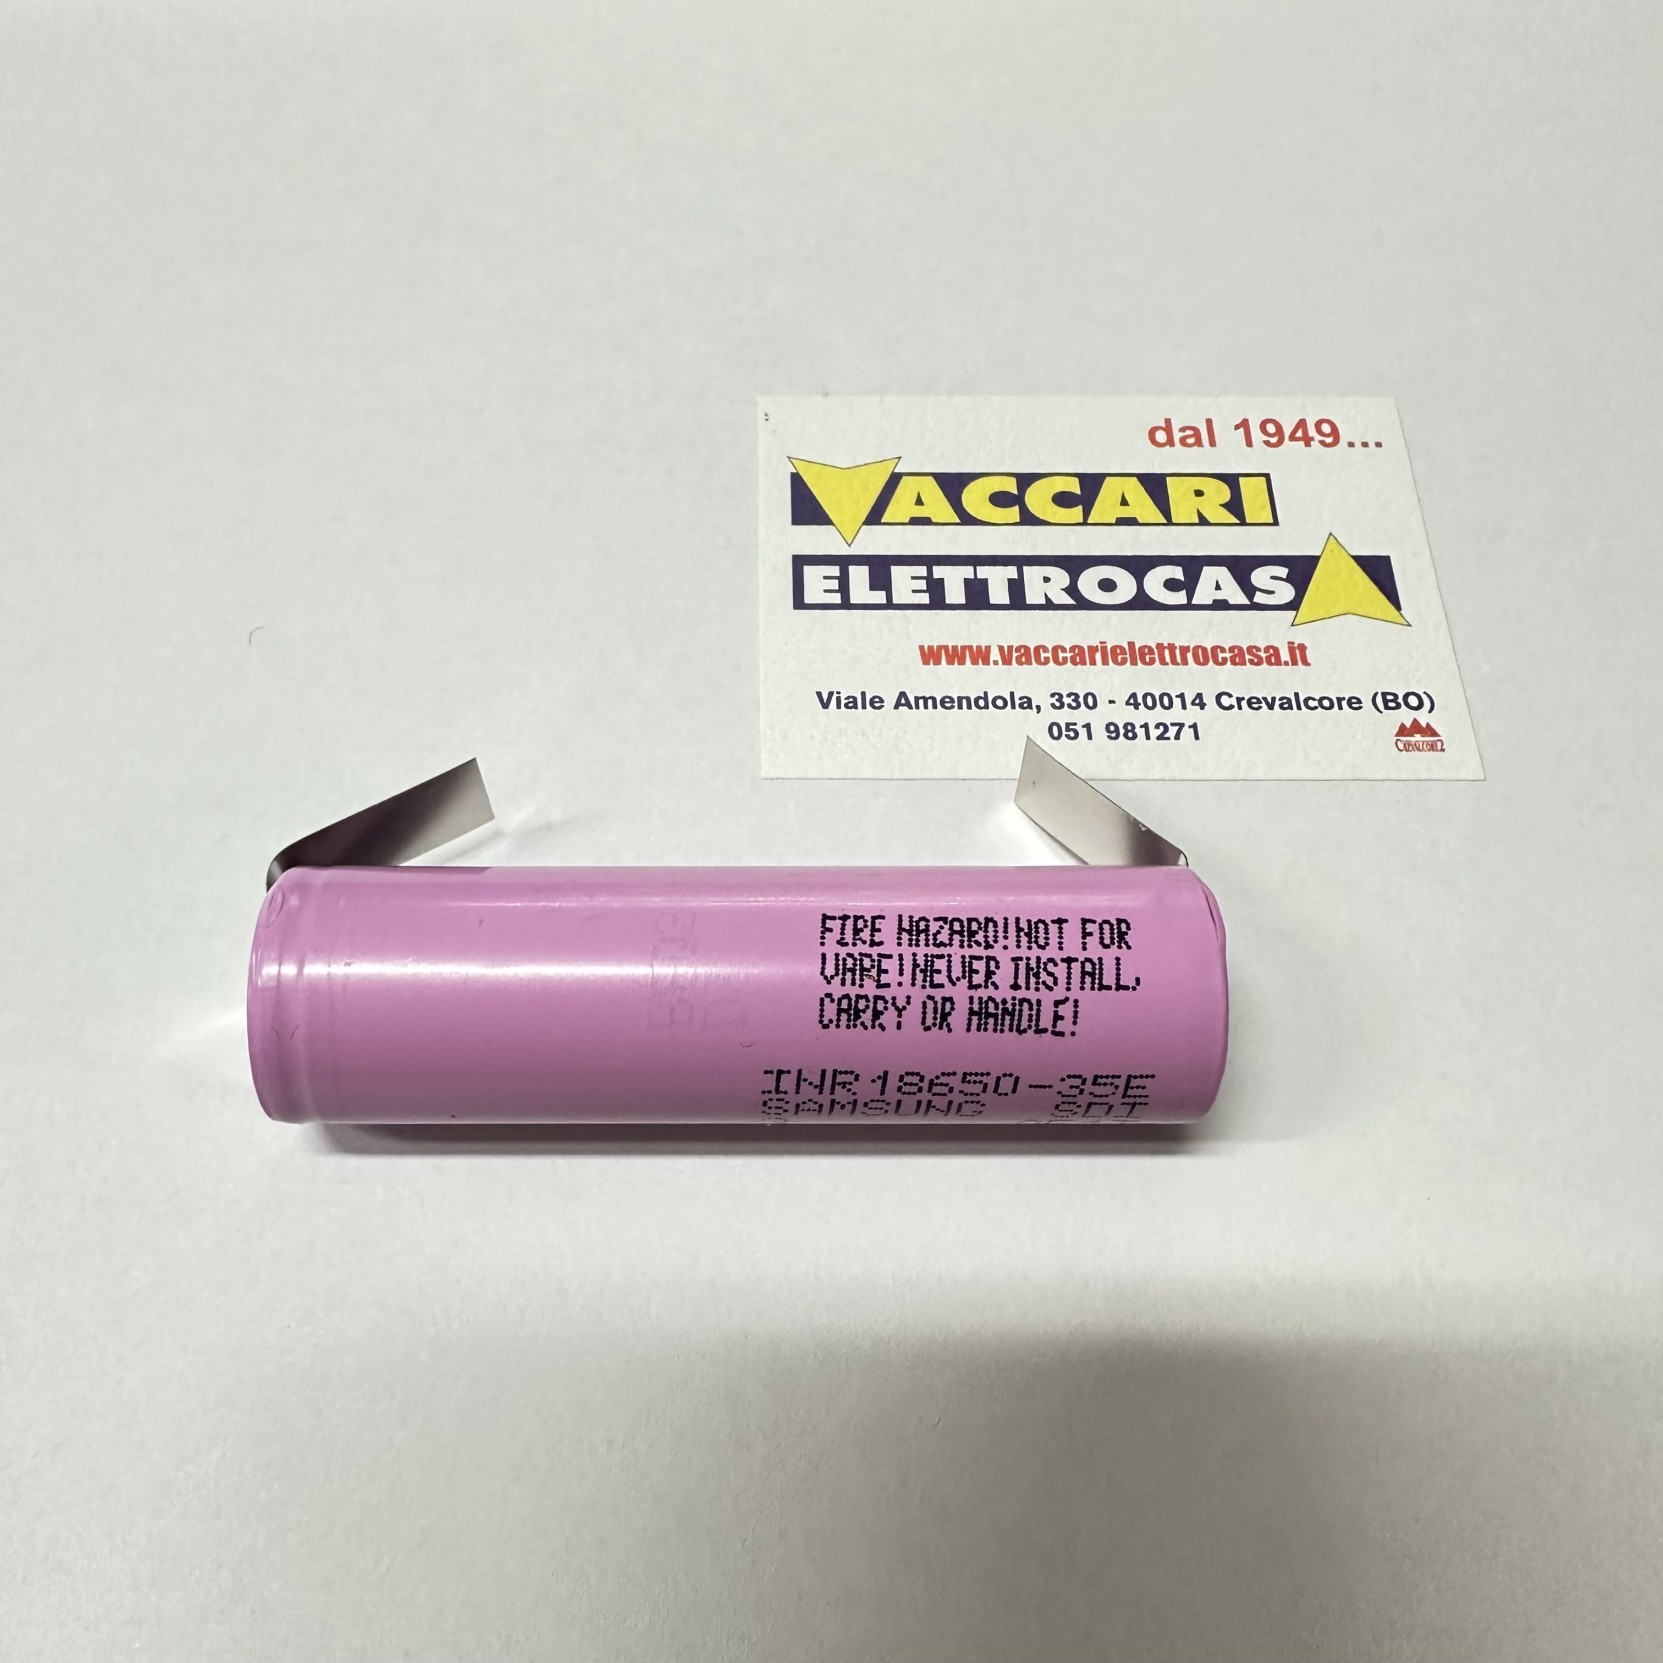 dal 1949...
VACCARI
ELETTROCASA
www.vaccarielettrocasa.it
Viale Amendola, 330 - 40014 Crevalcore (BO)
051 981271
FIRE HAZARD!NOT FOR
VAPE!NEVER INSTALL,
CARRY OR HANDLE!
INR18650-35E
SAMSUNG SDI